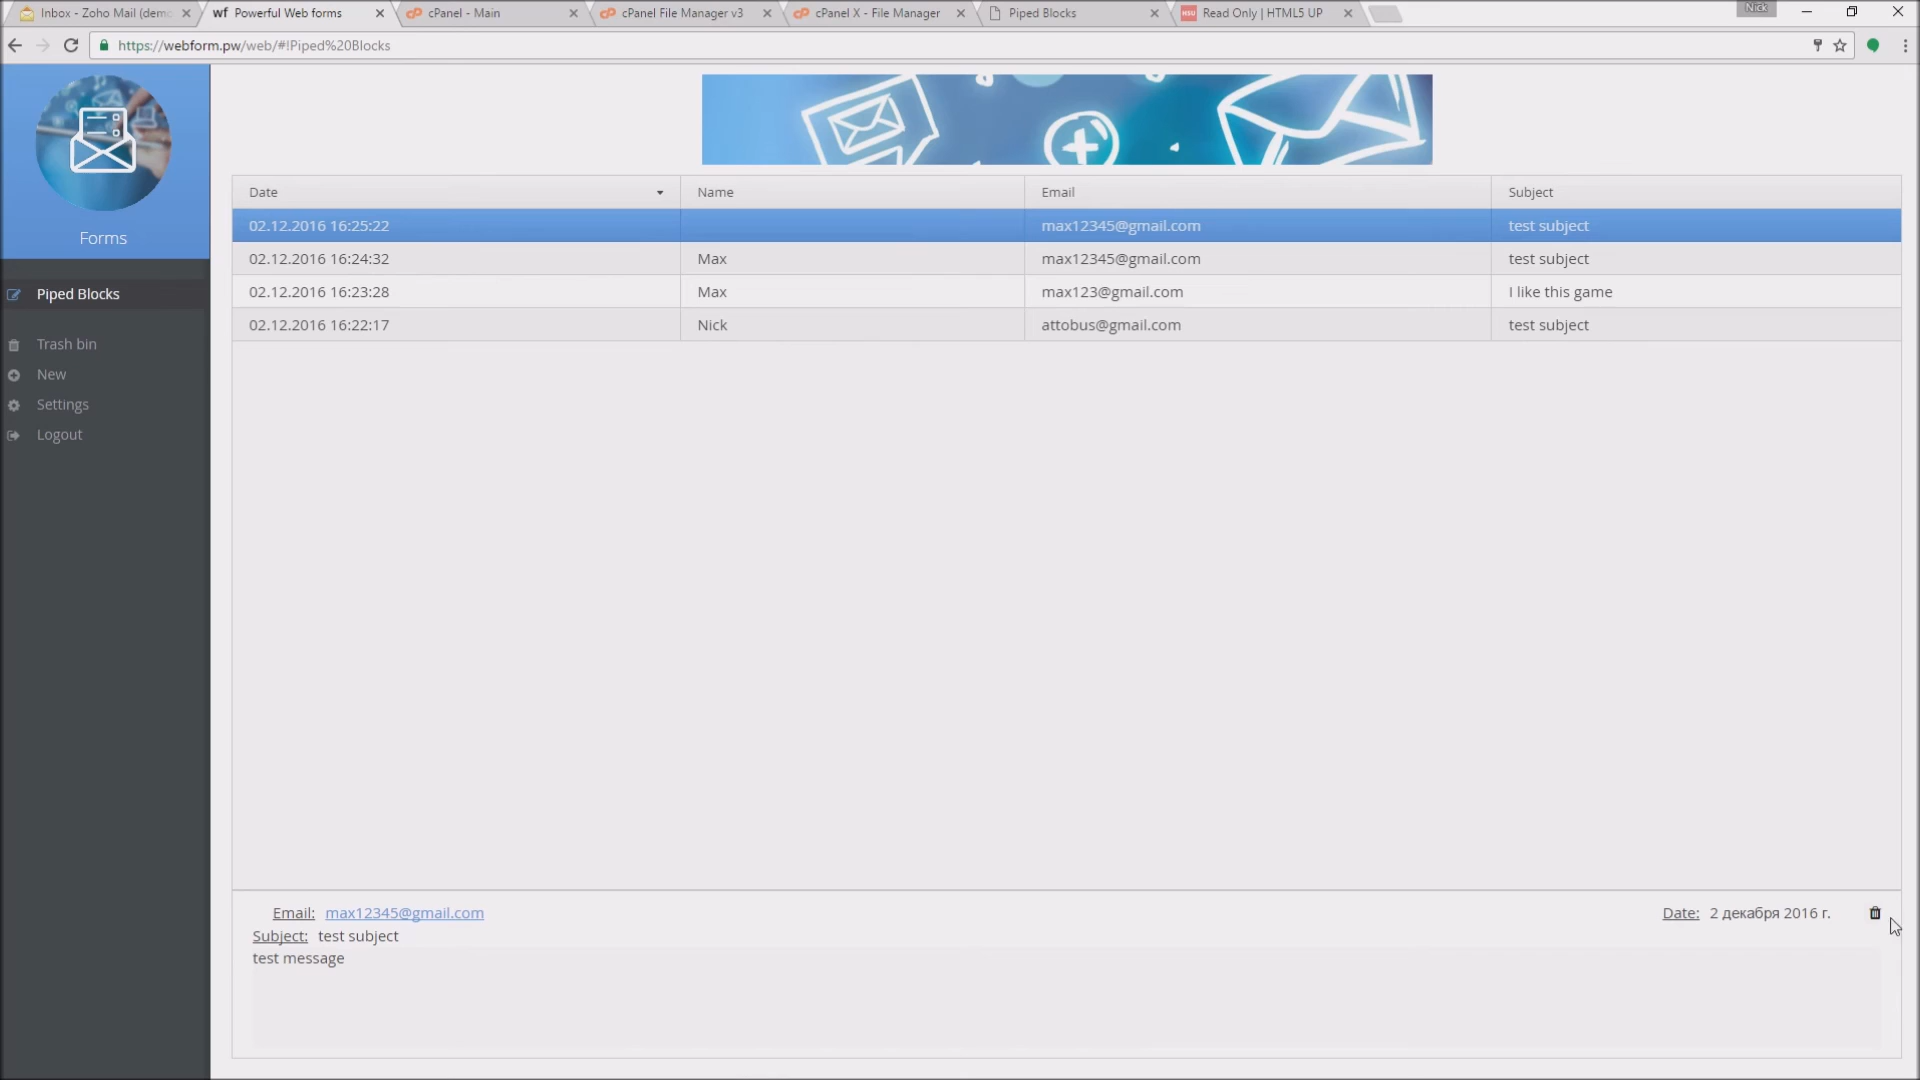 Inbox - Zoho Mail (demo
wf Powerful Web forms
cPanel - Main
cPanel File Manager v3
cPanel X - File Manager
Piped Blocks
Read Only | HTML5 UP
Nick
https://webform.pw/web/#!Piped%20Blocks
Forms
Piped Blocks
Trash bin
New
Settings
Logout
Date Name Email Subject
02.12.2016 16:25:22 max12345@gmail.com test subject
02.12.2016 16:24:32 Max max12345@gmail.com test subject
02.12.2016 16:23:28 Max max123@gmail.com I like this game
02.12.2016 16:22:17 Nick attobus@gmail.com test subject
Email: max12345@gmail.com Date: 2 декабря 2016 г.
Subject: test subject
test message